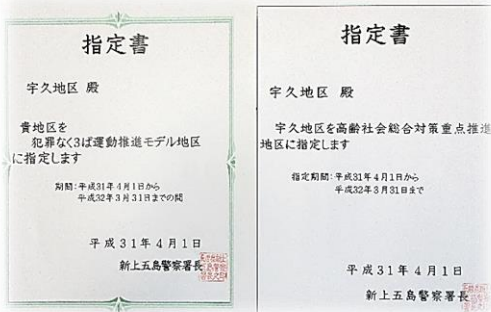 指定書
宇久地区 殿
貴地区を
犯罪なく3ば運動推進モデル地区
に指定します
期間:平成31年4月1日から
平成32年3月31日までの間
平成31年4月1日
新上五島警察署長
指定書
宇久地区 殿
宇久地区を高齢社会総合対策重点推進
地区に指定します
指定期間:平成31年4月1日から
平成32年3月31日まで
平成31年4月1日
新上五島警察署長